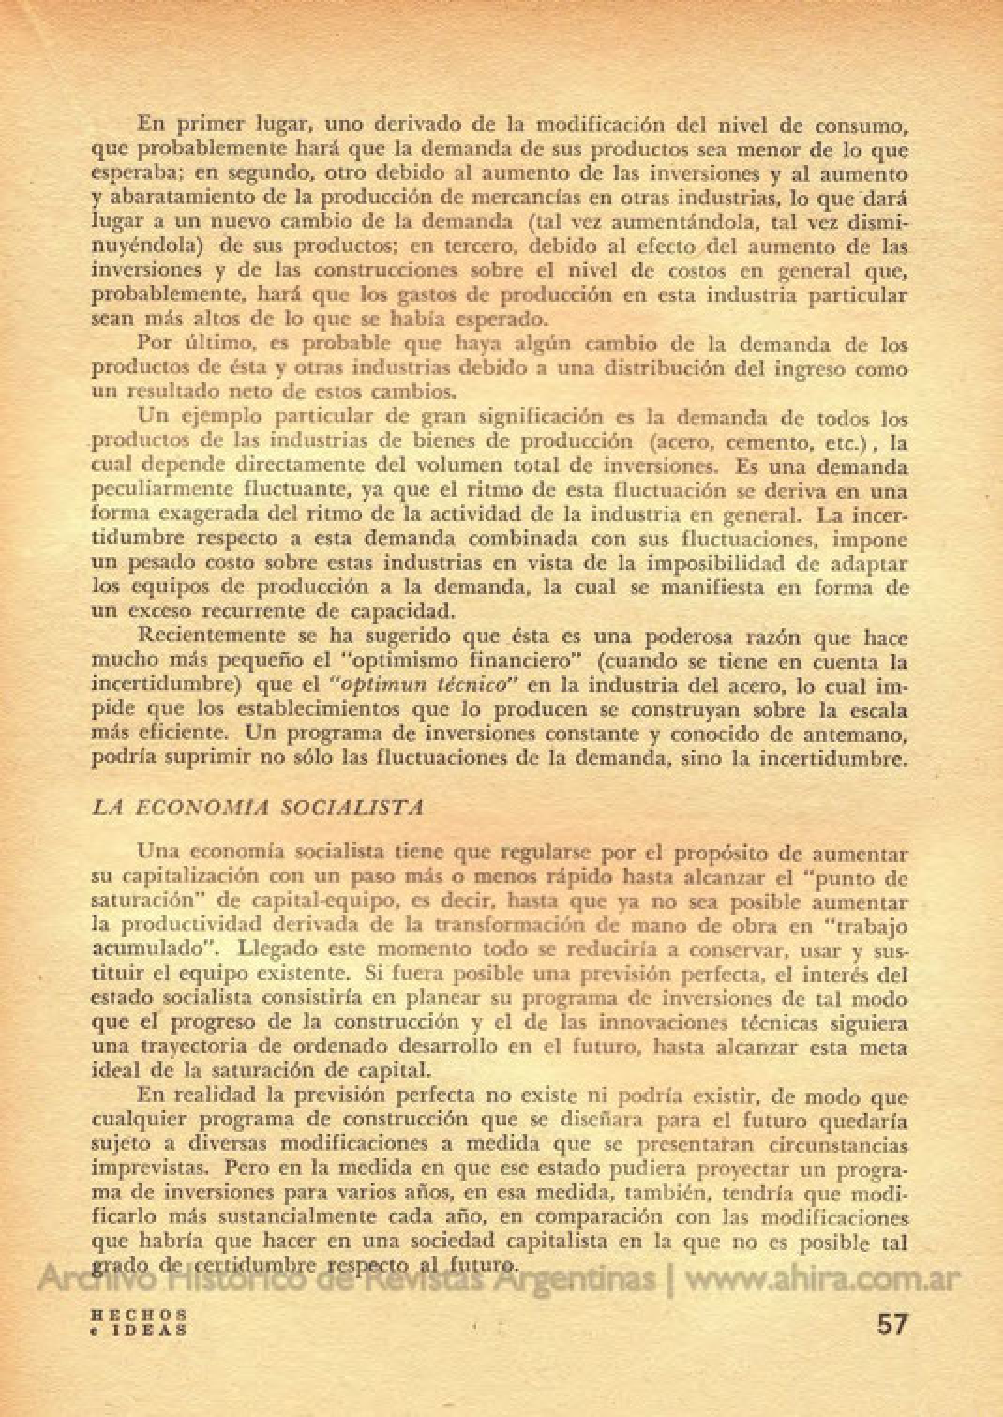 En primer lugar, uno derivado de la modificación del nivel de consumo,
que probablemente hará que la demanda de sus productos sea menor de lo que
esperaba; en segundo, otro debido al aumento de las inversiones y al aumento
y abaratamiento de la producción de mercancías en otras industrias, lo que dará
lugar a un nuevo cambio de la demanda (tal vez aumentándola, tal vez dismi-
nuyéndola) de sus productos; en tercero, debido al efecto del aumento de las
inversiones y de las construcciones sobre el nivel de costos en general que,
probablemente, hará que los gastos de producción en esta industria particular
sean más altos de lo que se había esperado.
Por último, es probable que haya algún cambio de la demanda de los
productos de ésta y otras industrias debido a una distribución del ingreso como
un resultado neto de estos cambios.
Un ejemplo particular de gran significación es la demanda de todos los
productos de las industrias de bienes de producción (acero, cemento, etc.), la
cual depende directamente del volumen total de inversiones. Es una demanda
peculiarmente fluctuante, ya que el ritmo de esta fluctuación se deriva en una
forma exagerada del ritmo de la actividad de la industria en general. La incer-
tidumbre respecto a esta demanda combinada con sus fluctuaciones, impone
un pesado costo sobre estas industrias en vista de la imposibilidad de adaptar
los equipos de producción a la demanda, la cual se manifiesta en forma de
un exceso recurrente de capacidad.
Recientemente se ha sugerido que ésta es una poderosa razón que hace
mucho más pequeño el "optimismo financiero" (cuando se tiene en cuenta la
incertidumbre) que el "optimun técnico" en la industria del acero, lo cual im-
pide que los establecimientos que lo producen se construyan sobre la escala
más eficiente. Un programa de inversiones constante y conocido de antemano,
podría suprimir no sólo las fluctuaciones de la demanda, sino la incertidumbre.
LA ECONOMÍA SOCIALISTA
Una economía socialista tiene que regularse por el propósito de aumentar
su capitalización con un paso más o menos rápido hasta alcanzar el "punto de
saturación" de capital-equipo, es decir, hasta que ya no sea posible aumentar
la productividad derivada de la transformación de mano de obra en "trabajo
acumulado". Llegado este momento todo se reduciría a conservar, usar y sus-
tituir el equipo existente. Si fuera posible una previsión perfecta, el interés del
estado socialista consistiría en planear su programa de inversiones de tal modo
que el progreso de la construcción y el de las innovaciones técnicas siguiera
una trayectoria de ordenado desarrollo en el futuro, hasta alcanzar esta meta
ideal de la saturación de capital.
En realidad la previsión perfecta no existe ni podría existir, de modo que
cualquier programa de construcción que se diseñara para el futuro quedaría
sujeto a diversas modificaciones a medida que se presentaran circunstancias
imprevistas. Pero en la medida en que ese estado pudiera proyectar un progra-
ma de inversiones para varios años, en esa medida, también, tendría que modi-
ficarlo más sustancialmente cada año, en comparación con las modificaciones
que habría que hacer en una sociedad capitalista en la que no es posible tal
grado de certidumbre respecto al futuro.
Archivo Histórico de Revistas Argentinas | www.ahira.com.ar
HECHOS
e IDEAS
57